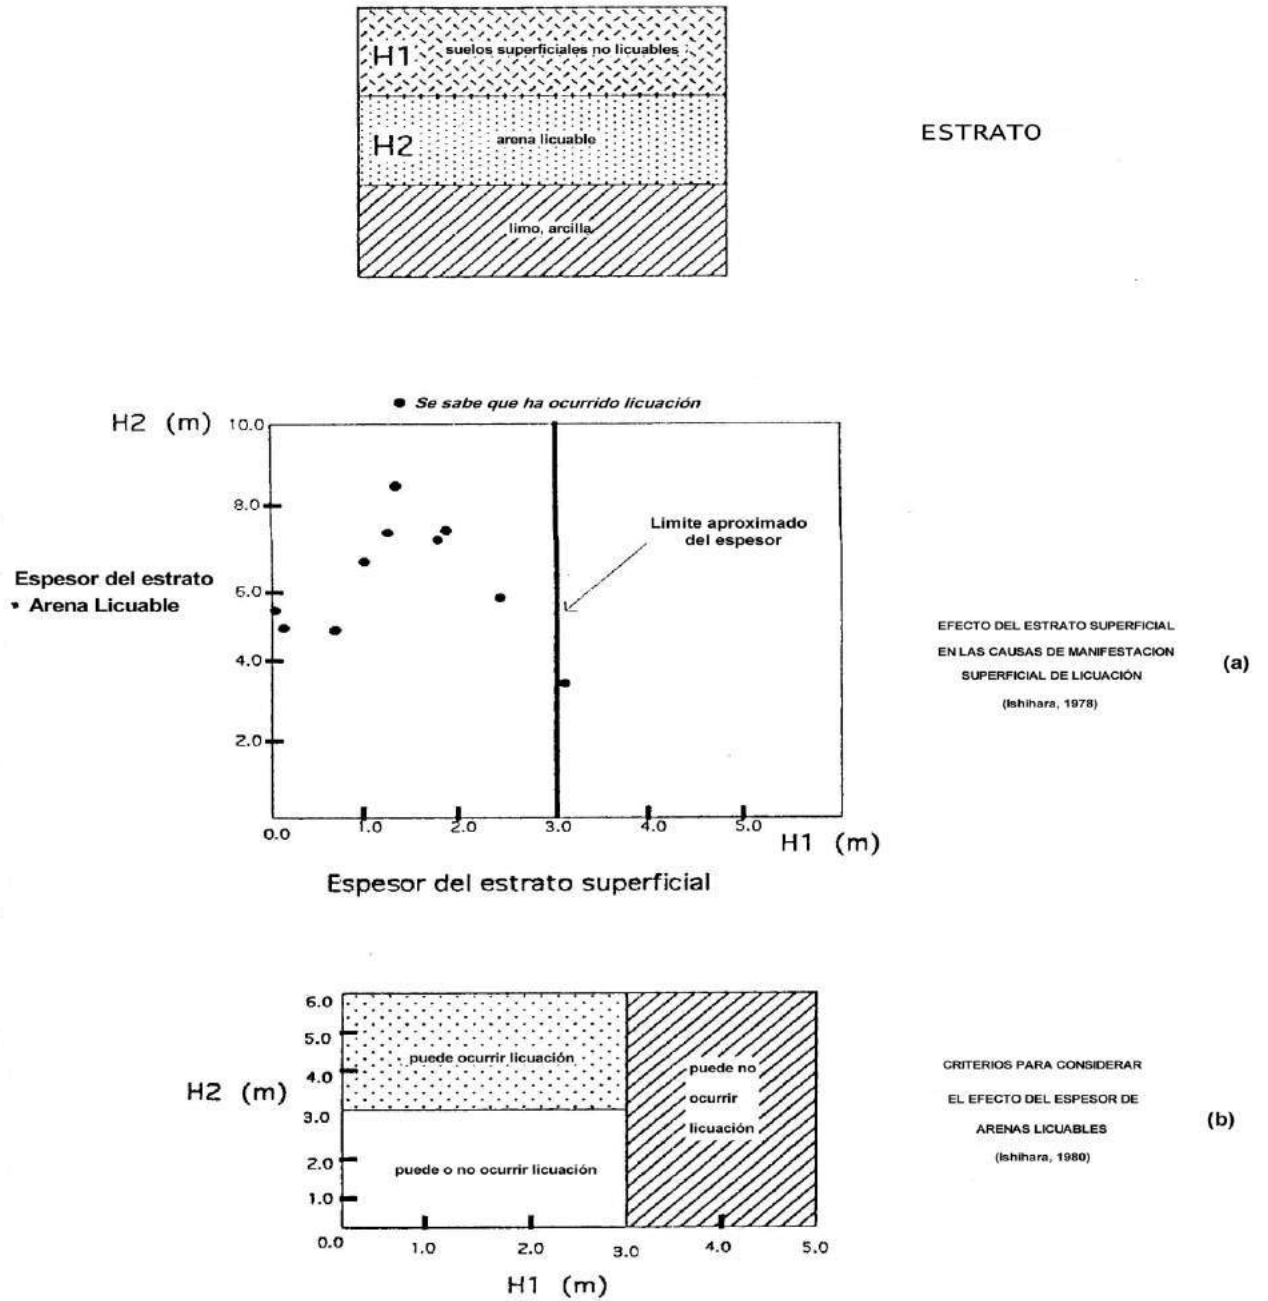 H1 suelos superficiales no licuables
H2 arena licuable
limo, arcilla
ESTRATO
Se sabe que ha ocurrido licuación
H2 (m)
10.0
8.0
6.0
4.0
2.0
Limite aproximado
del espesor
Espesor del estrato
Arena Licuable
0.0 1.0 2.0 3.0 4.0 5.0
H1 (m)
Espesor del estrato superficial
EFECTO DEL ESTRATO SUPERFICIAL
EN LAS CAUSAS DE MANIFESTACION
SUPERFICIAL DE LICUACIÓN
(Ishihara, 1978)
(a)
6.0
5.0
4.0
3.0
2.0
1.0
H2 (m)
puede ocurrir licuación
puede o no ocurrir licuación
puede no
ocurrir
licuación
0.0 1.0 2.0 3.0 4.0 5.0
H1 (m)
CRITERIOS PARA CONSIDERAR
EL EFECTO DEL ESPESOR DE
ARENAS LICUABLES
(Ishihara, 1980)
(b)